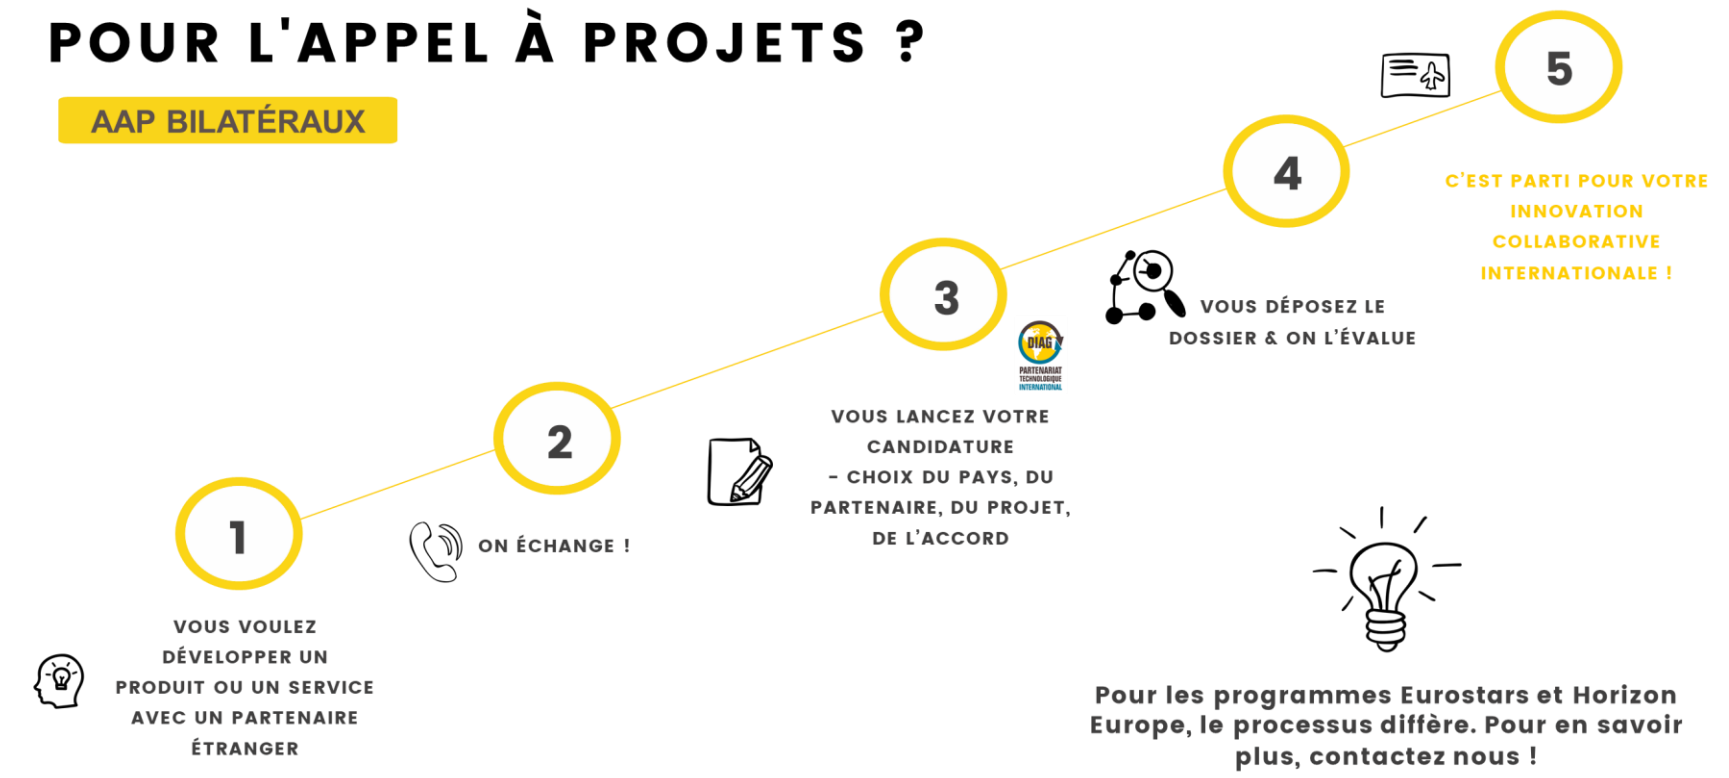 POUR L'APPEL À PROJETS ?
AAP BILATÉRAUX
1
VOUS VOULEZ
DÉVELOPPER UN
PRODUIT OU UN SERVICE
AVEC UN PARTENAIRE
ÉTRANGER
2
ON ÉCHANGE !
3
DIAG
PARTENARIAT
TECHNOLOGIQUE
INTERNATIONAL
VOUS LANCEZ VOTRE
CANDIDATURE
- CHOIX DU PAYS, DU
PARTENAIRE, DU PROJET,
DE L'ACCORD
4
VOUS DÉPOSEZ LE
DOSSIER & ON L'ÉVALUE
5
C'EST PARTI POUR VOTRE
INNOVATION
COLLABORATIVE
INTERNATIONALE !
Pour les programmes Eurostars et Horizon
Europe, le processus diffère. Pour en savoir
plus, contactez nous !